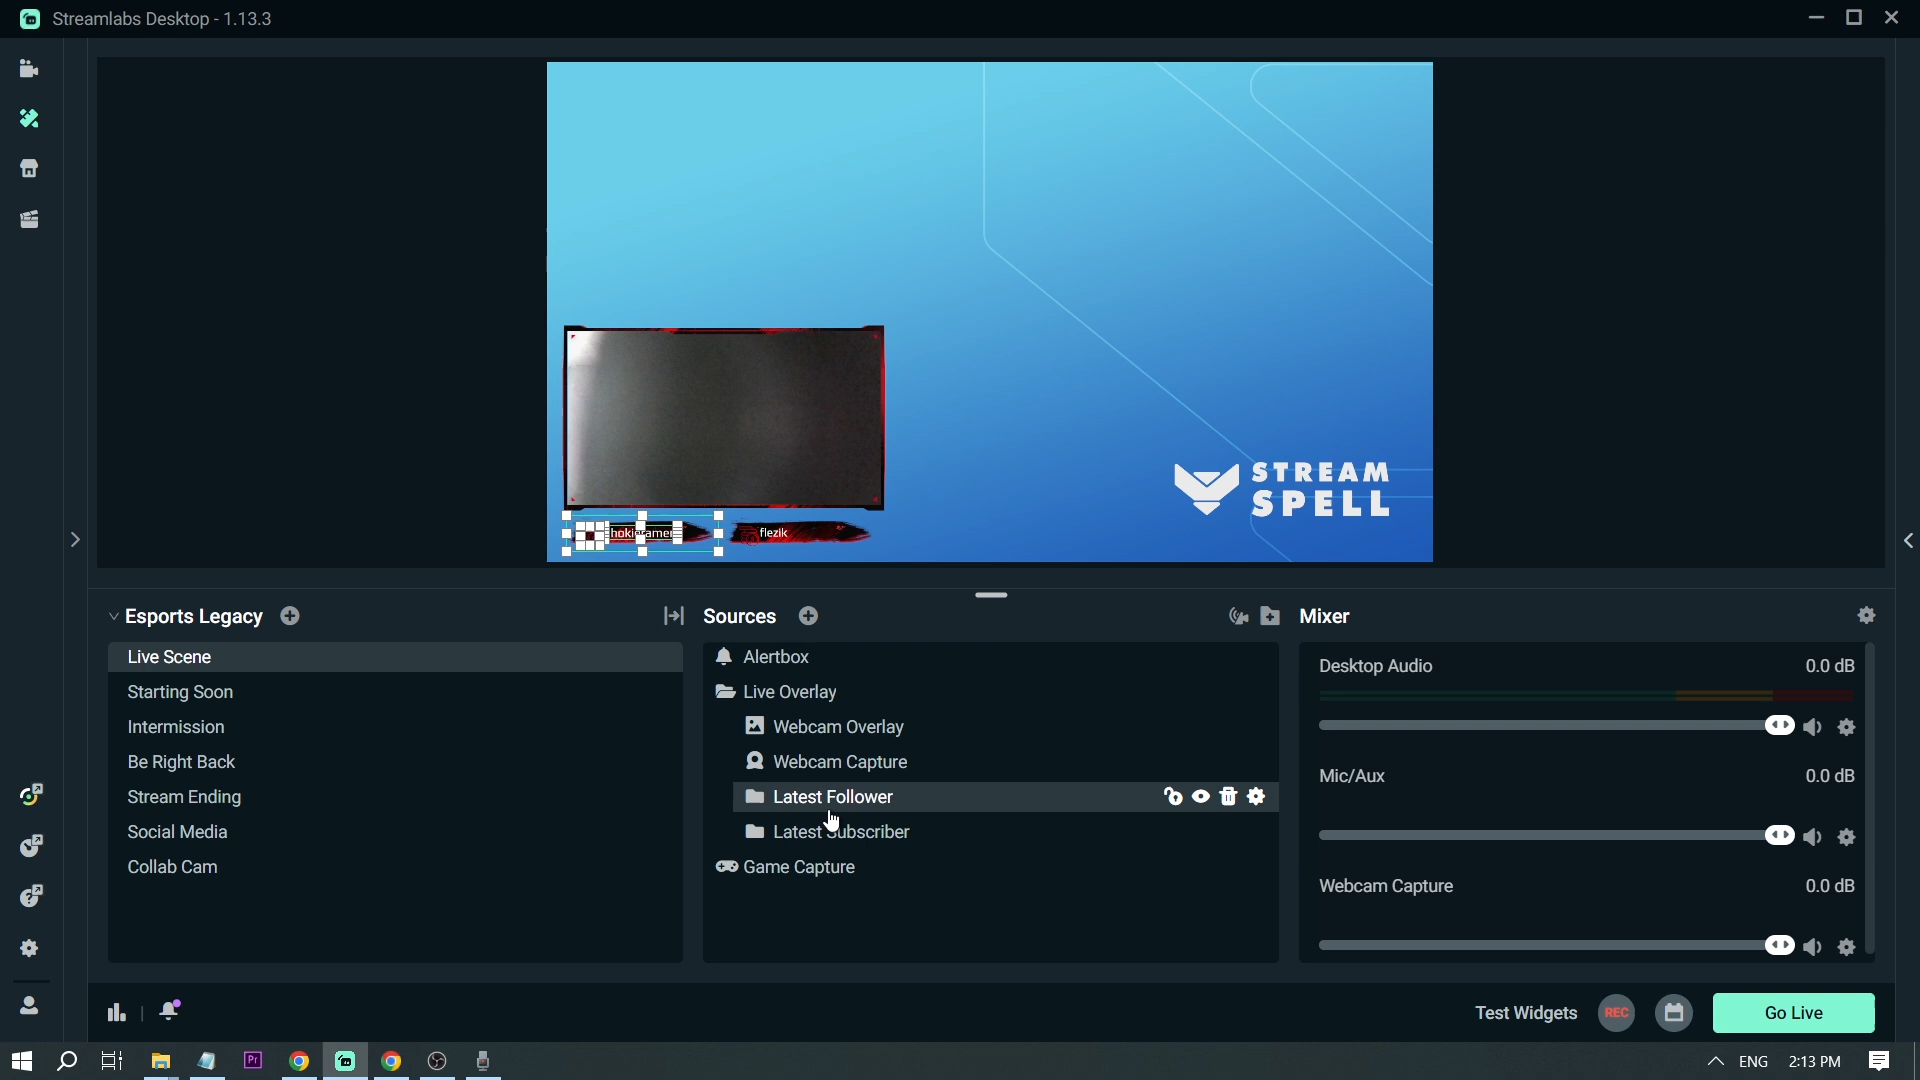 Streamlabs Desktop - 1.13.3
STREAM
SPELL
flezik
Esports Legacy
Live Scene
Starting Soon
Intermission
Be Right Back
Stream Ending
Social Media
Collab Cam
Sources
Alertbox
Live Overlay
Webcam Overlay
Webcam Capture
Latest Follower
Latest Subscriber
Game Capture
Mixer
Desktop Audio 0.0 dB
Mic/Aux 0.0 dB
Webcam Capture 0.0 dB
Test Widgets
REC
Go Live
Pr
ENG
2:13 PM